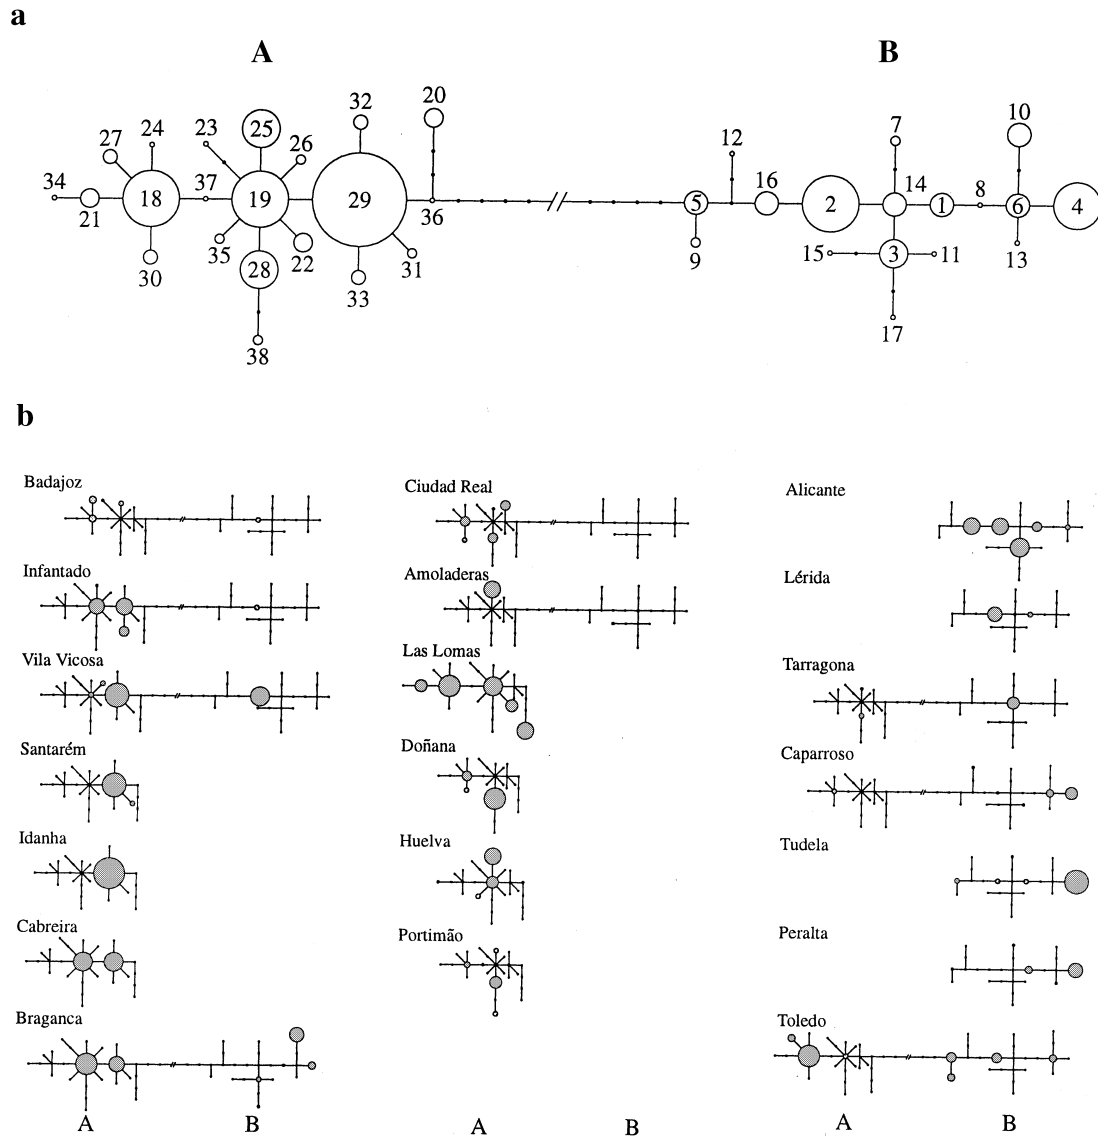 a
A B
20 32 10
25 7
24 23 26 12
27
34 37 16 14 8
18 19 29 5 2 1 6 4
21 36
35 22 9 15 3 11 13
30 28 33 31
17
38
b
Badajoz Ciudad Real Alicante
Infantado Amoladeras Lérida
Vila Vicosa Las Lomas Tarragona
Santarém Doñana Caparroso
Idanha Huelva Tudela
Cabreira Portimão Peralta
Braganca Toledo
A B A B A B